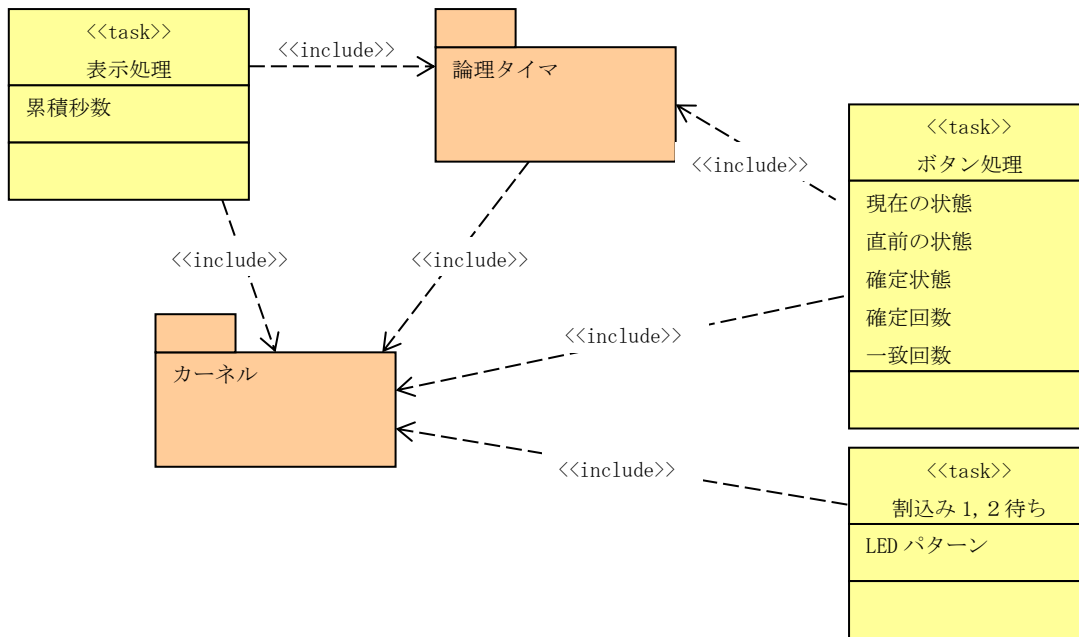 <<task>>
表示処理
累積秒数
<<include>>
論理タイマ
<<include>>
<<task>>
ボタン処理
現在の状態
直前の状態
確定状態
確定回数
一致回数
<<include>>
<<include>>
<<include>>
カーネル
<<include>>
<<task>>
割込み 1, 2待ち
LED パターン